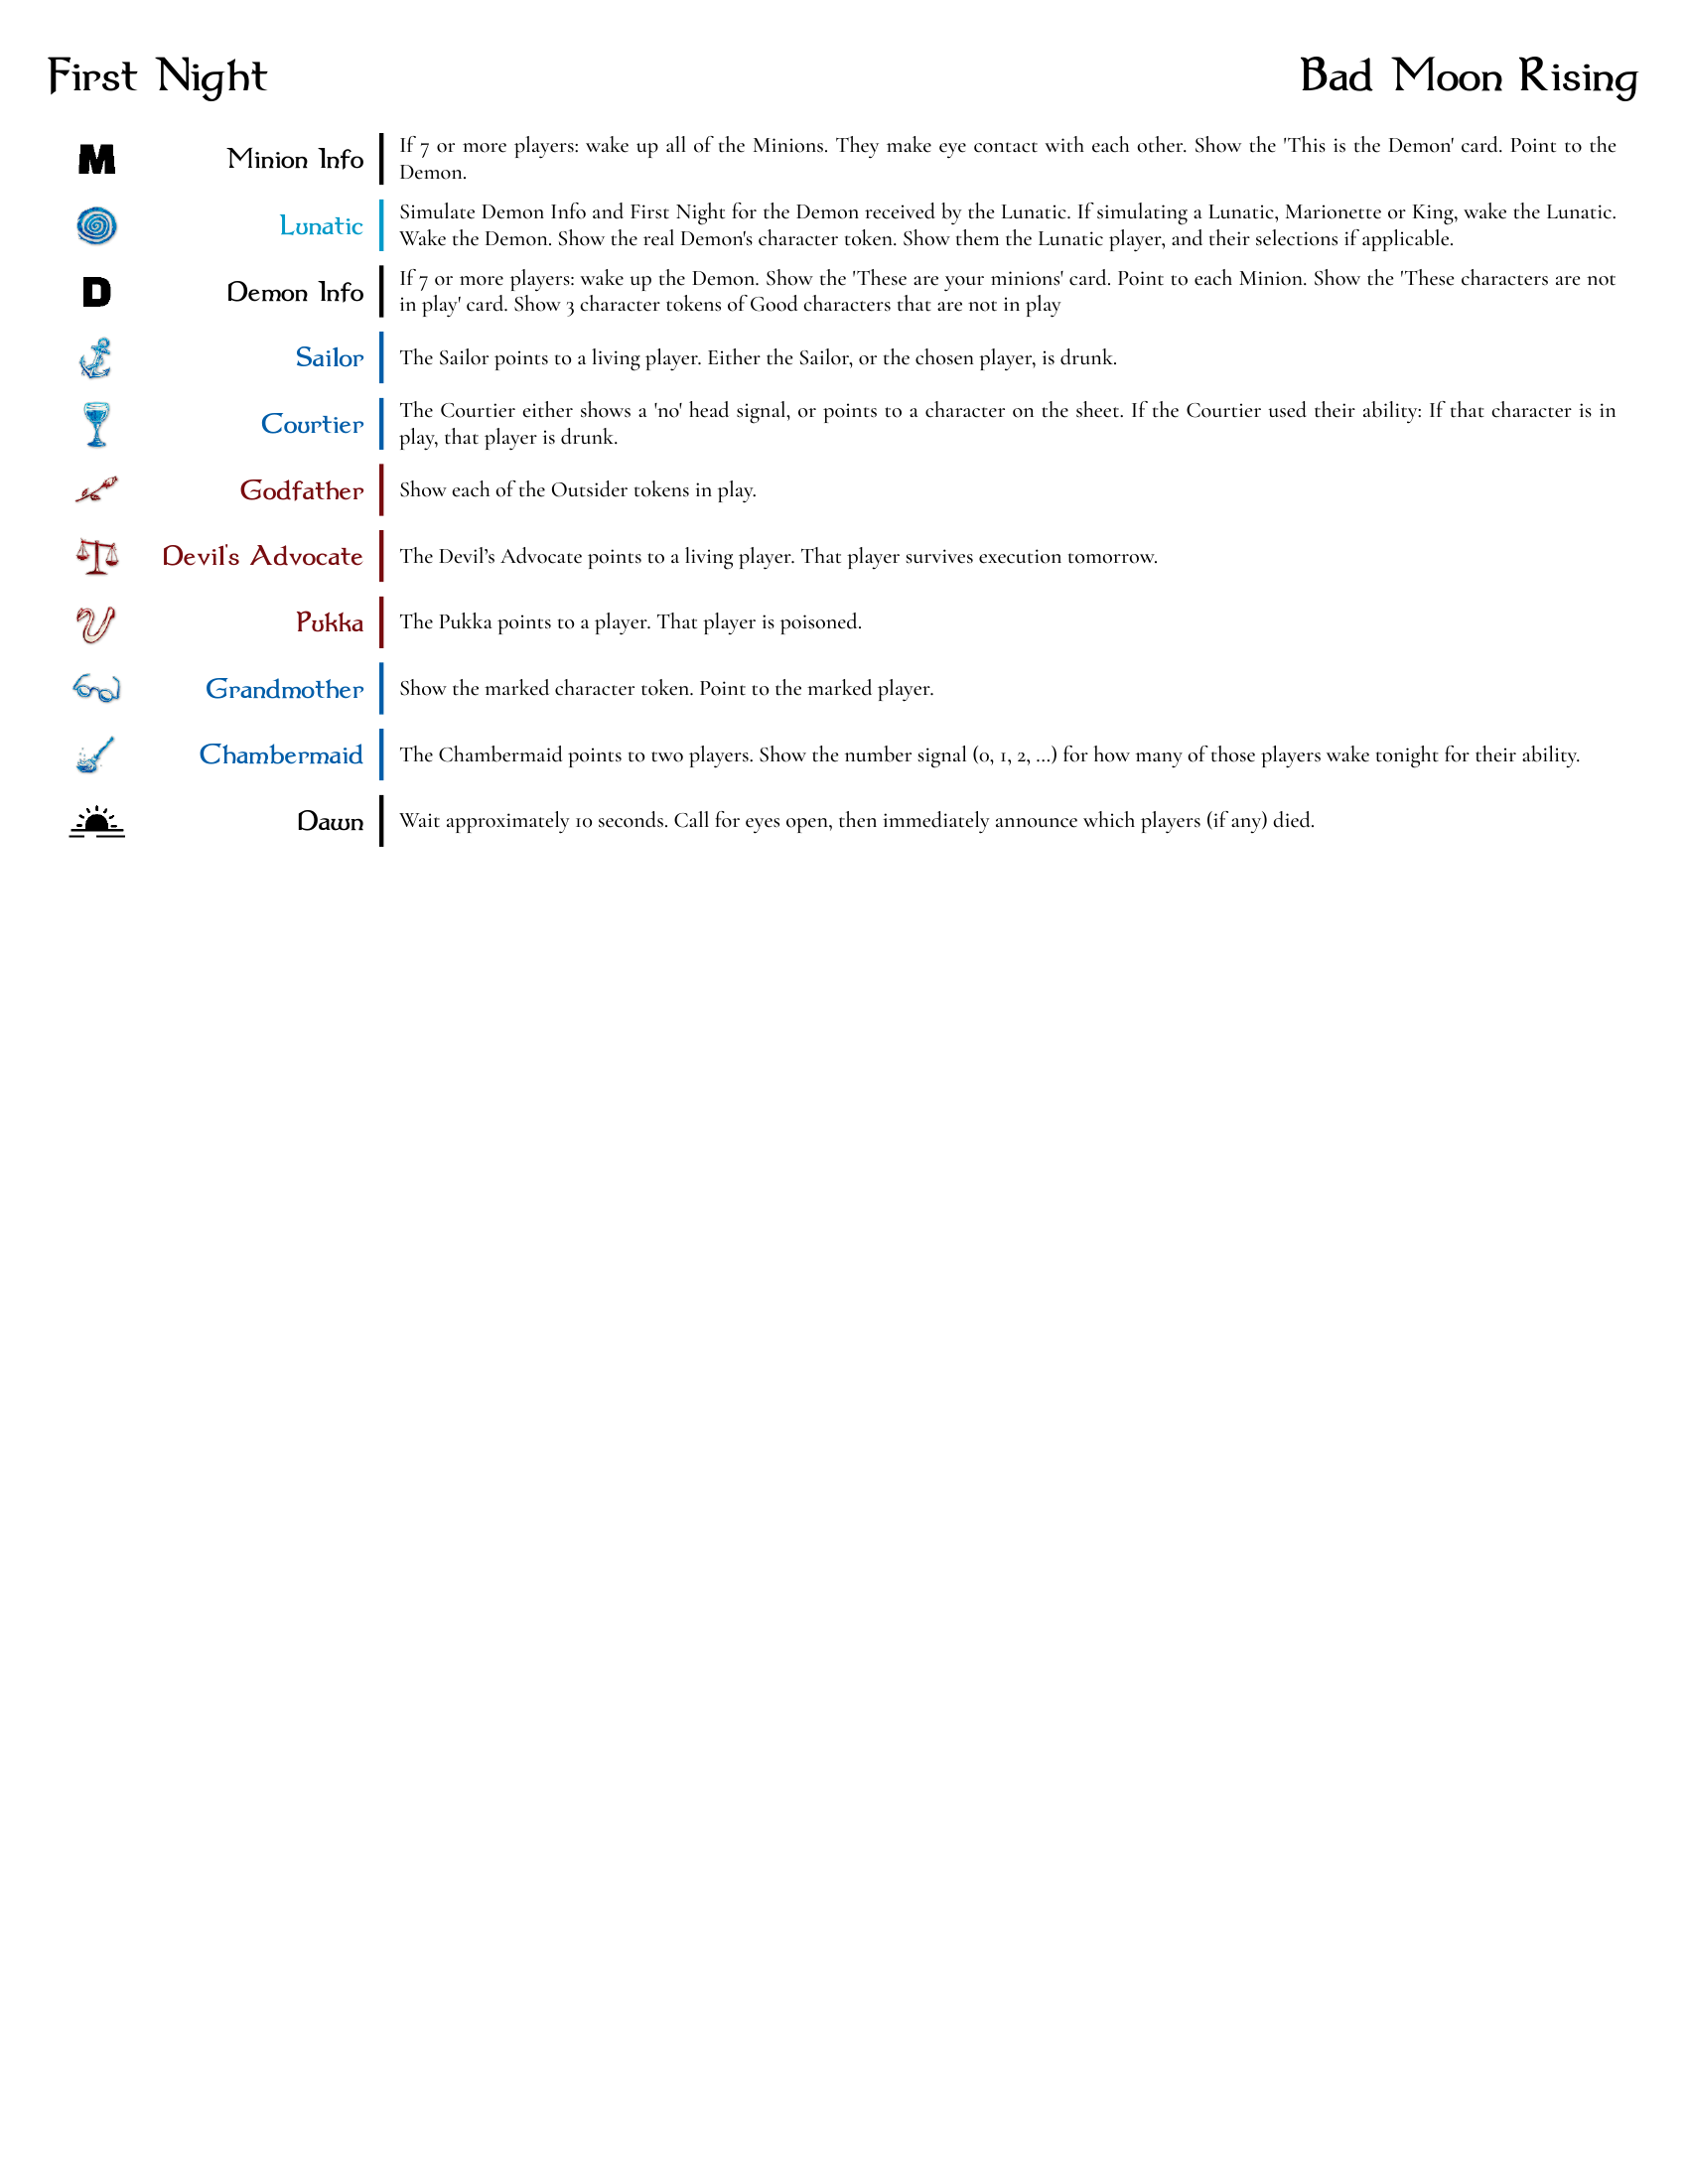 First Night
Bad Moon Rising
M
Minion Info
If 7 or more players: wake up all of the Minions. They make eye contact with each other. Show the 'This is the Demon' card. Point to the
Demon.
Lunatic
Simulate Demon Info and First Night for the Demon received by the Lunatic. If simulating a Lunatic, Marionette or King, wake the Lunatic.
Wake the Demon. Show the real Demon's character token. Show them the Lunatic player, and their selections if applicable.
D
Demon Info
If 7 or more players: wake up the Demon. Show the 'These are your minions' card. Point to each Minion. Show the 'These characters are not
in play' card. Show 3 character tokens of Good characters that are not in play
Sailor
The Sailor points to a living player. Either the Sailor, or the chosen player, is drunk.
Courtier
The Courtier either shows a 'no' head signal, or points to a character on the sheet. If the Courtier used their ability: If that character is in
play, that player is drunk.
Godfather
Show each of the Outsider tokens in play.
Devil's Advocate
The Devil’s Advocate points to a living player. That player survives execution tomorrow.
Pukka
The Pukka points to a player. That player is poisoned.
Grandmother
Show the marked character token. Point to the marked player.
Chambermaid
The Chambermaid points to two players. Show the number signal (0, 1, 2, ...) for how many of those players wake tonight for their ability.
Dawn
Wait approximately 10 seconds. Call for eyes open, then immediately announce which players (if any) died.